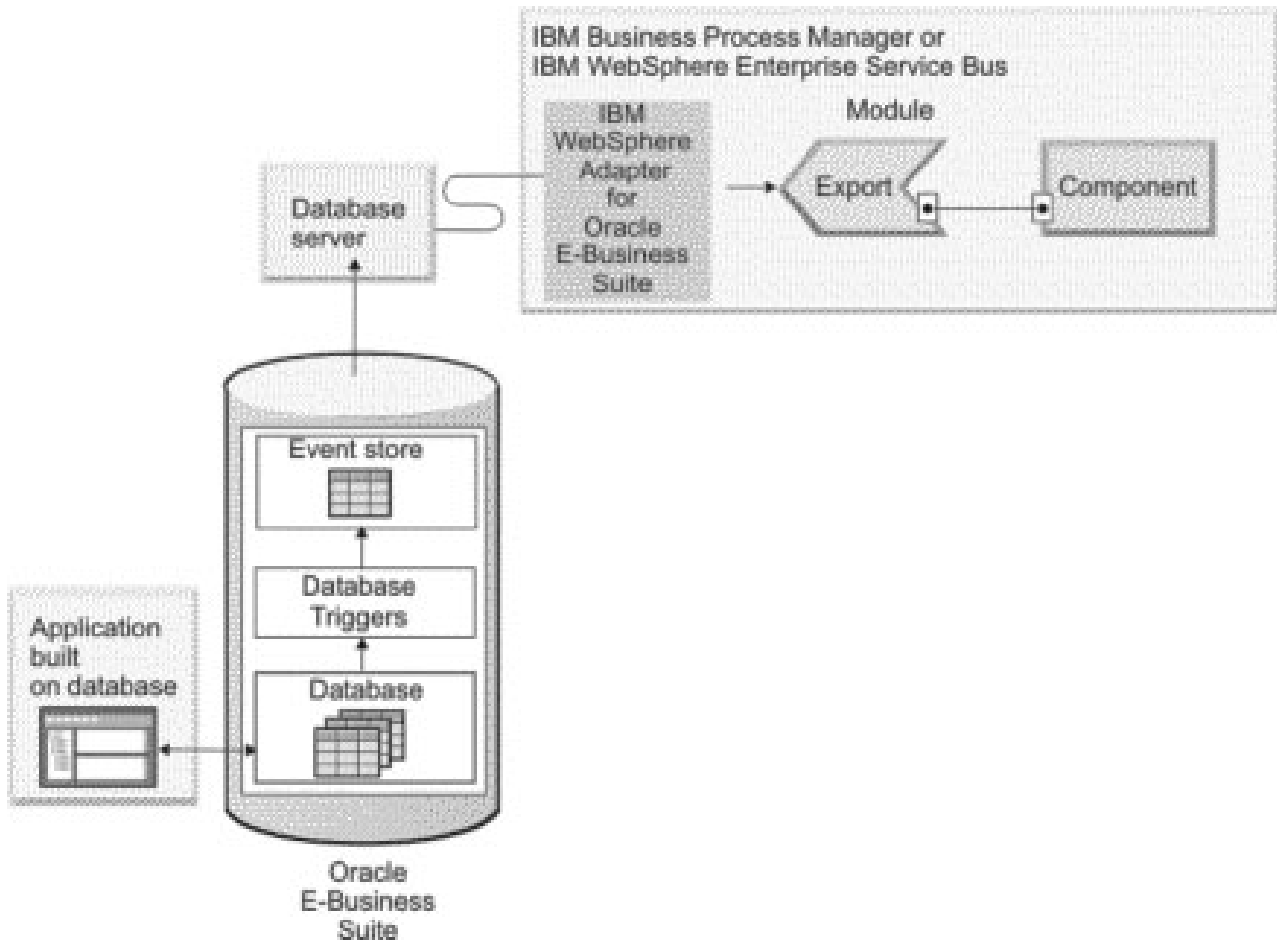 IBM Business Process Manager or
IBM WebSphere Enterprise Service Bus
IBM
WebSphere
Adapter
for
Oracle
E-Business
Suite
Module
Export
Component
Database
server
Event store
Database
Triggers
Database
Application
built
on database
Oracle
E-Business
Suite